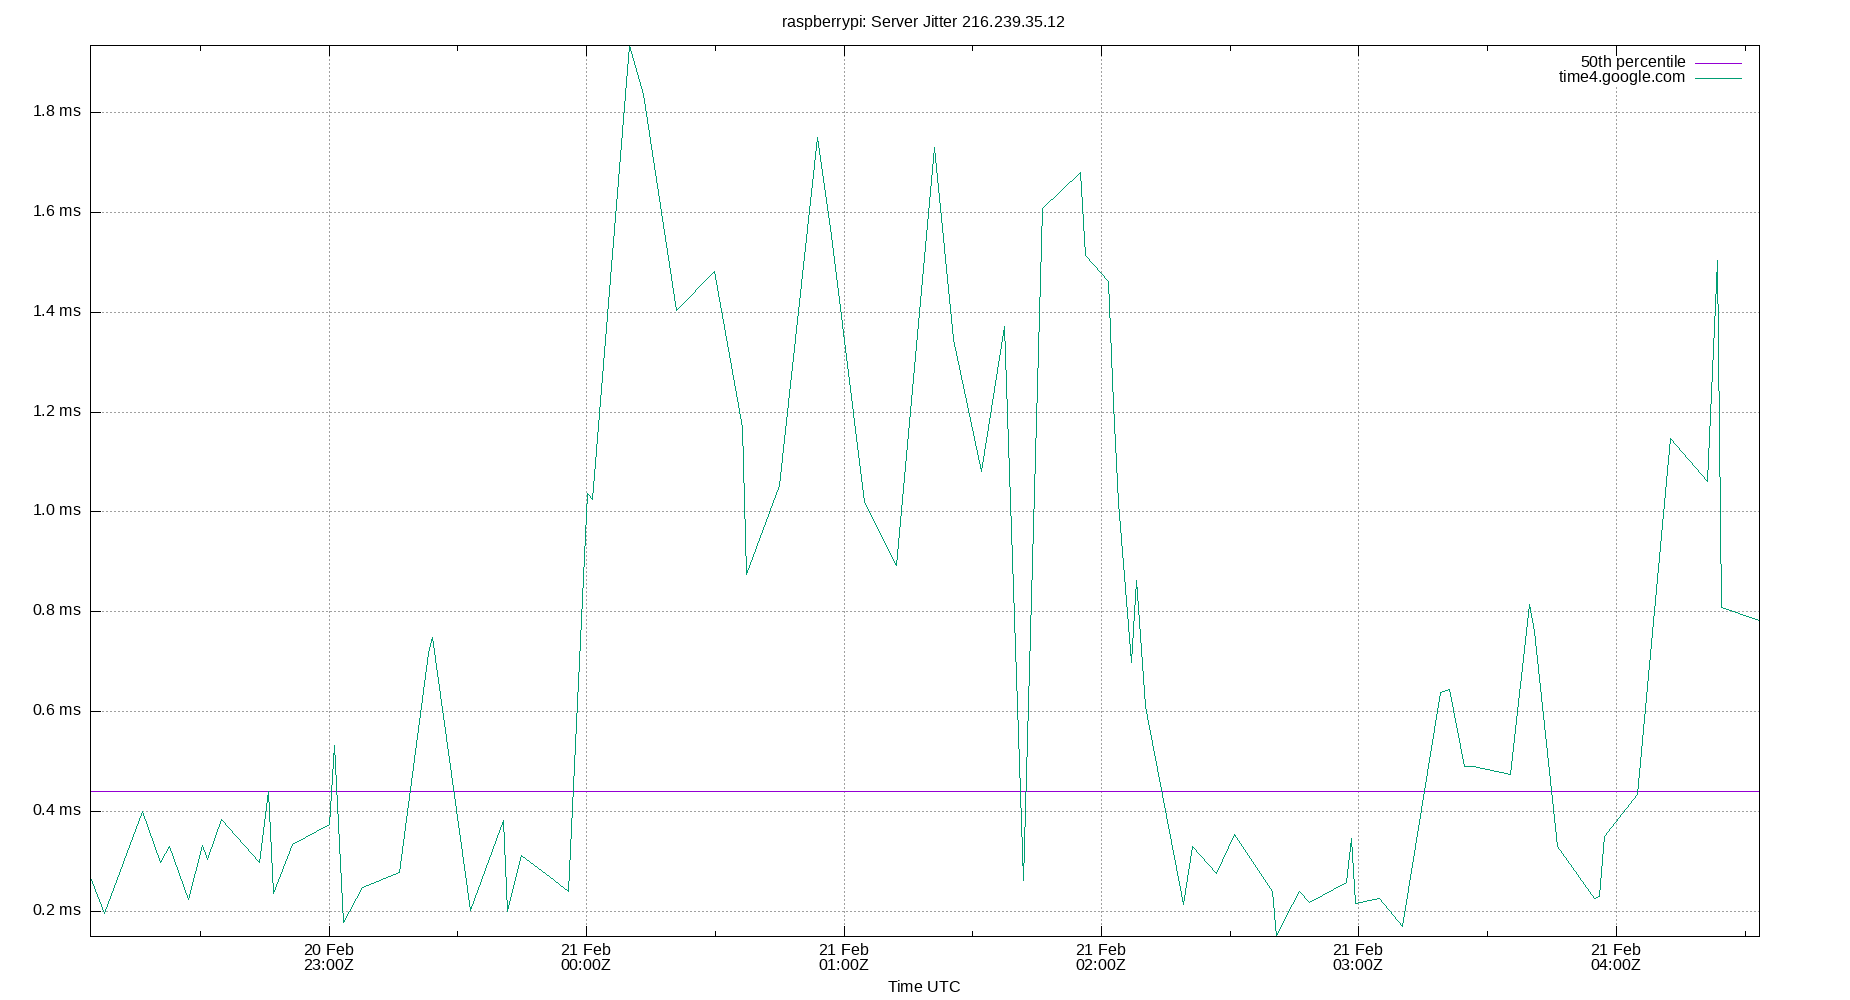 raspberrypi: Server Jitter 216.239.35.12
50th percentile
time4.google.com
1.8 ms
1.6 ms
1.4 ms
1.2 ms
1.0 ms
0.8 ms
0.6 ms
0.4 ms
0.2 ms
20 Feb 21 Feb 21 Feb 21 Feb 21 Feb 21 Feb
23:00Z 00:00Z 01:00Z 02:00Z 03:00Z 04:00Z
Time UTC